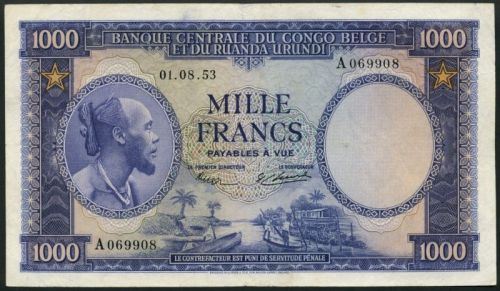 1000 BANQUE CENTRALE DU CONGO BELGE 1000
ET DU RUANDA-URUNDI
01.08.53
A 069908
MILLE
FRANCS
PAYABLES À VUE
LE PREMIER DIRECTEUR LE GOUVERNEUR
A 069908
1000 1000
LE CONTREFACTEUR EST PUNI DE SERVITUDE PÉNALE